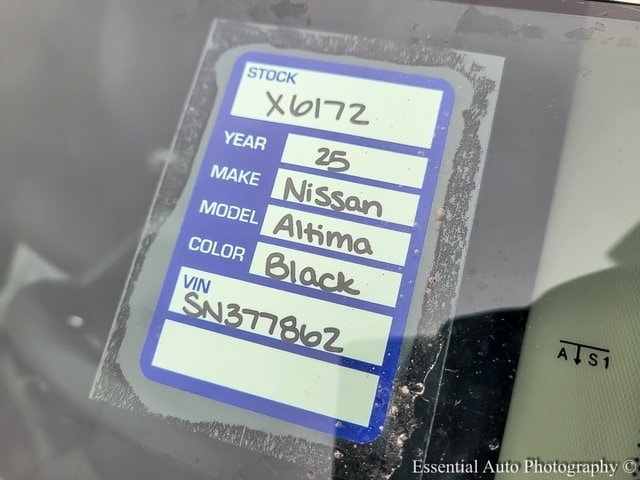 STOCK
X6172
YEAR 25
MAKE Nissan
MODEL Altima
COLOR Black
VIN
SN377862
A S1
Essential Auto Photography ©